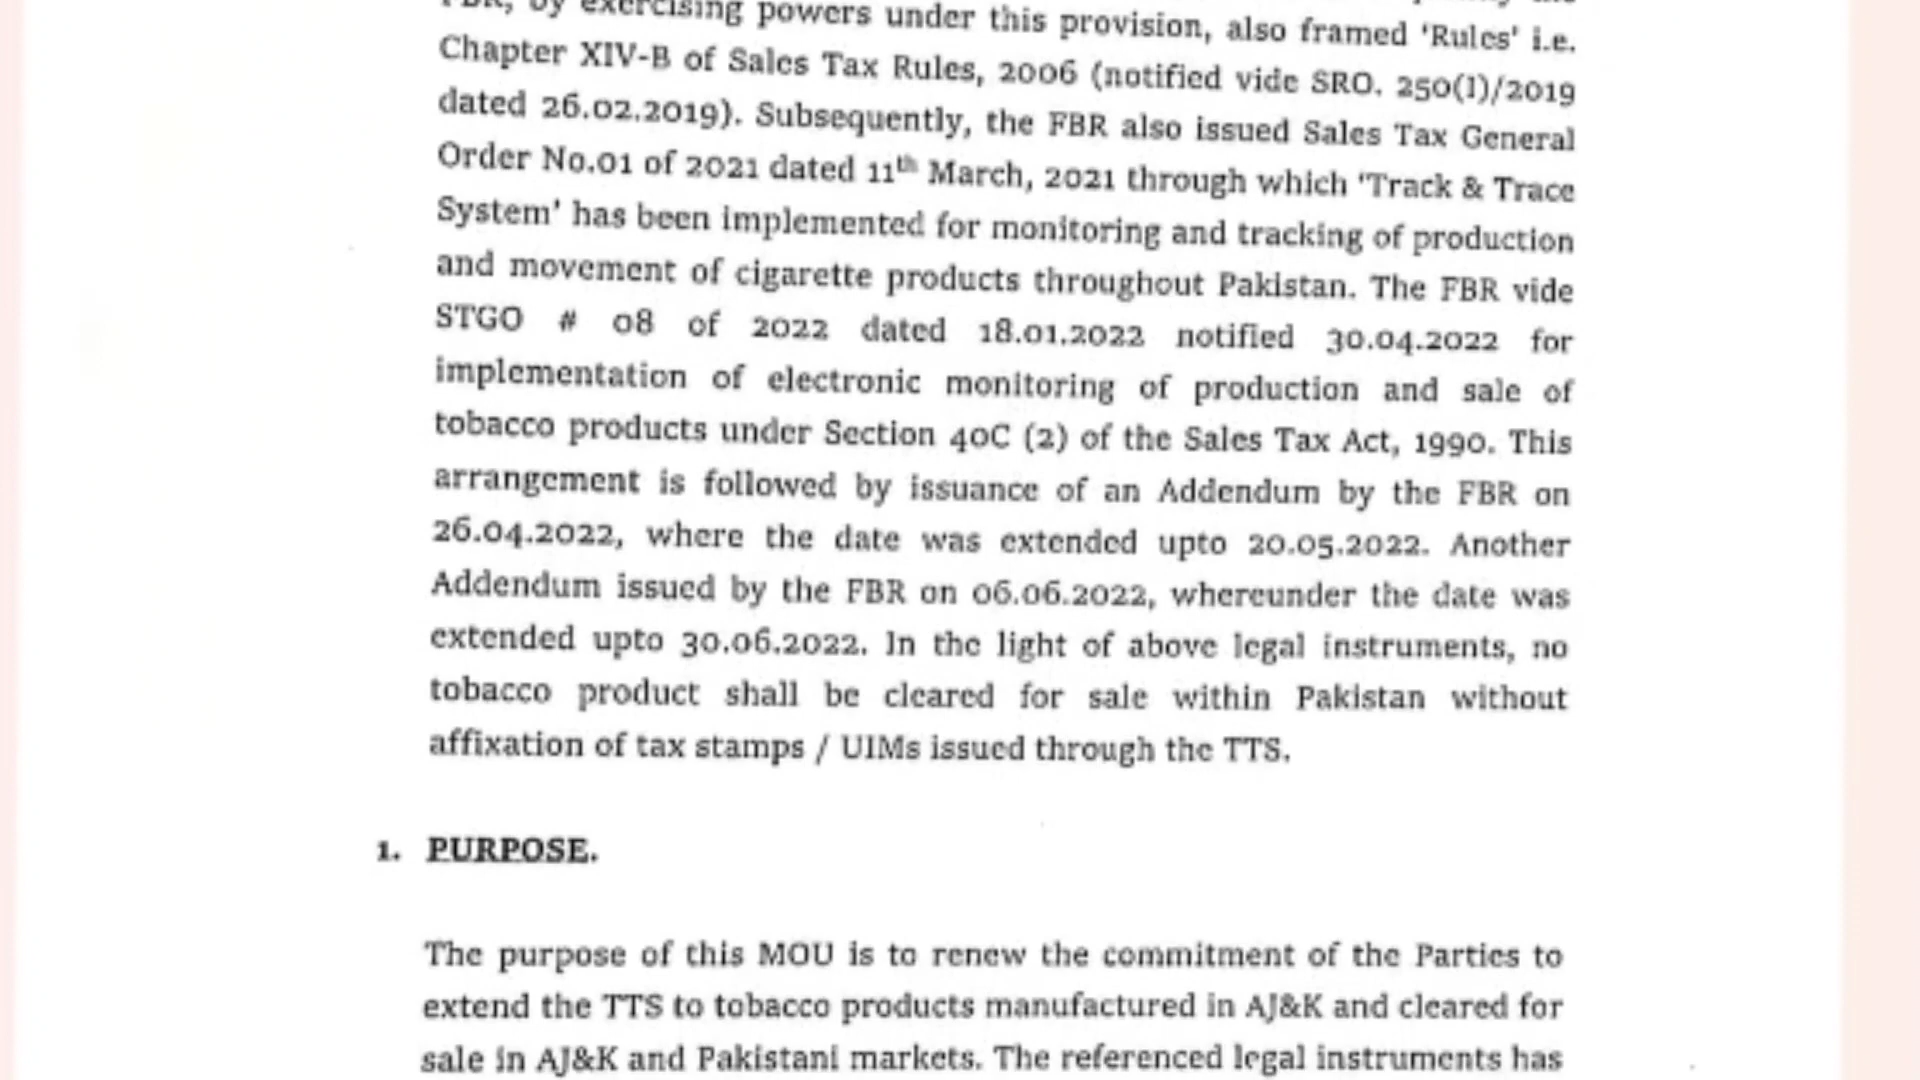 FBR, by exercising powers under this provision, also framed 'Rules' i.e.
Chapter XIV-B of Sales Tax Rules, 2006 (notified vide SRO. 250(I)/2019
dated 26.02.2019). Subsequently, the FBR also issued Sales Tax General
Order No.01 of 2021 dated 11th March, 2021 through which 'Track & Trace
System' has been implemented for monitoring and tracking of production
and movement of cigarette products throughout Pakistan. The FBR vide
STGO # 08 of 2022 dated 18.01.2022 notified 30.04.2022 for
implementation of electronic monitoring of production and sale of
tobacco products under Section 40C (2) of the Sales Tax Act, 1990. This
arrangement is followed by issuance of an Addendum by the FBR on
26.04.2022, where the date was extended upto 20.05.2022. Another
Addendum issued by the FBR on 06.06.2022, whereunder the date was
extended upto 30.06.2022. In the light of above legal instruments, no
tobacco product shall be cleared for sale within Pakistan without
affixation of tax stamps / UIMs issued through the TTS.
1. PURPOSE.
The purpose of this MOU is to renew the commitment of the Parties to
extend the TTS to tobacco products manufactured in AJ&K and cleared for
sale in AJ&K and Pakistani markets. The referenced legal instruments has